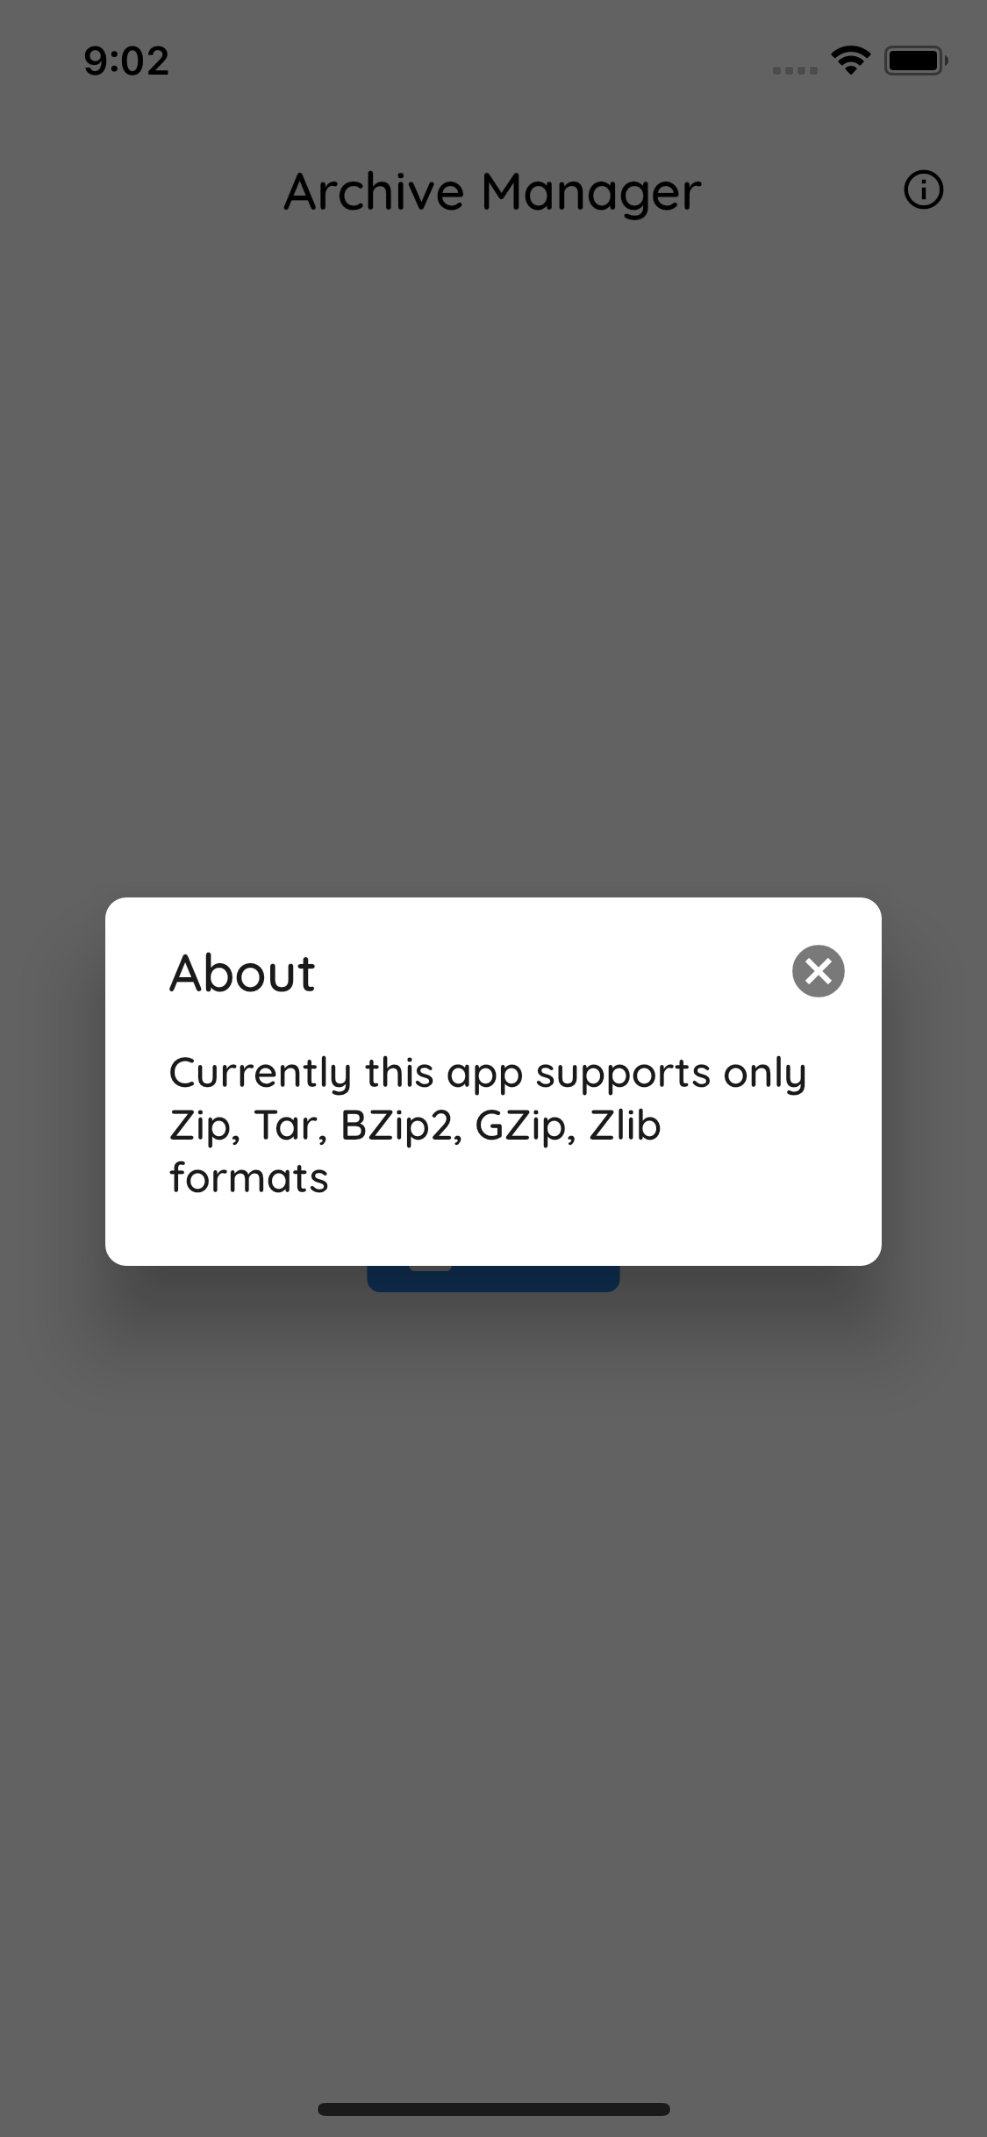 9:02
Archive Manager
About
Currently this app supports only
Zip, Tar, BZip2, GZip, Zlib
formats